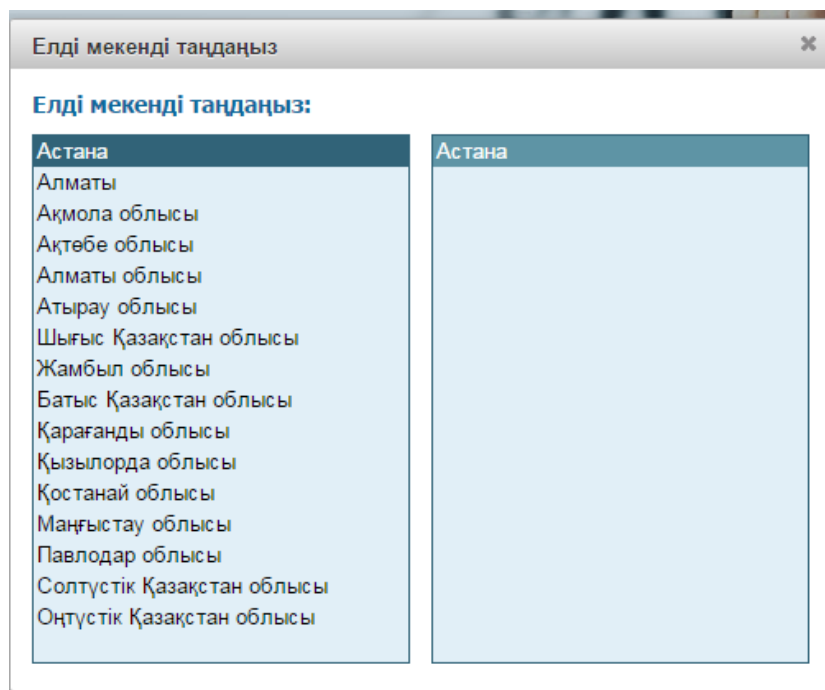 Елді мекенді таңдаңыз
Елді мекенді таңдаңыз:
Астана
Алматы
Ақмола облысы
Ақтөбе облысы
Алматы облысы
Атырау облысы
Шығыс Қазақстан облысы
Жамбыл облысы
Батыс Қазақстан облысы
Қарағанды облысы
Қызылорда облысы
Қостанай облысы
Маңғыстау облысы
Павлодар облысы
Солтүстік Қазақстан облысы
Оңтүстік Қазақстан облысы
Астана